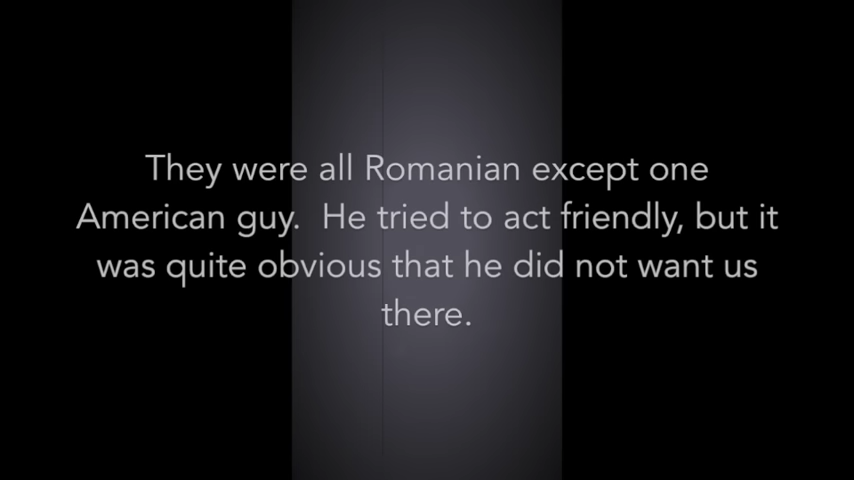 They were all Romanian except one
American guy.  He tried to act friendly, but it
was quite obvious that he did not want us
there.